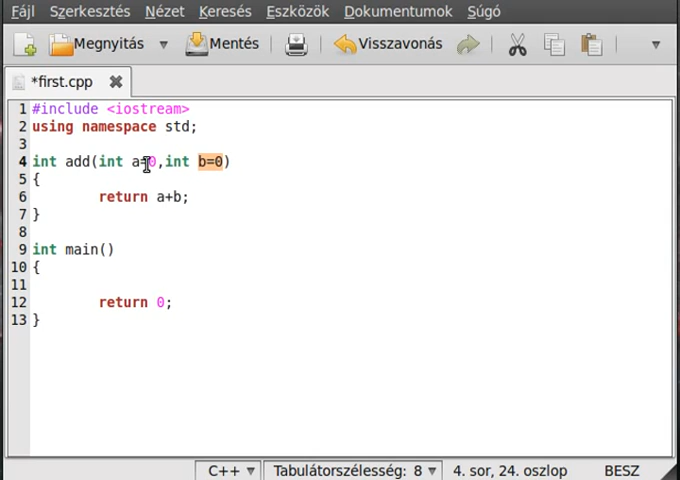 Fájl Szerkesztés Nézet Keresés Eszközök Dokumentumok Súgó
Megnyitás Mentés Visszavonás
*first.cpp
1 #include <iostream>
2 using namespace std;
3
4 int add(int a=0,int b=0)
5 {
6 return a+b;
7 }
8
9 int main()
10 {
11
12 return 0;
13 }
C++ Tabulátorszélesség: 8 4. sor, 24. oszlop BESZ